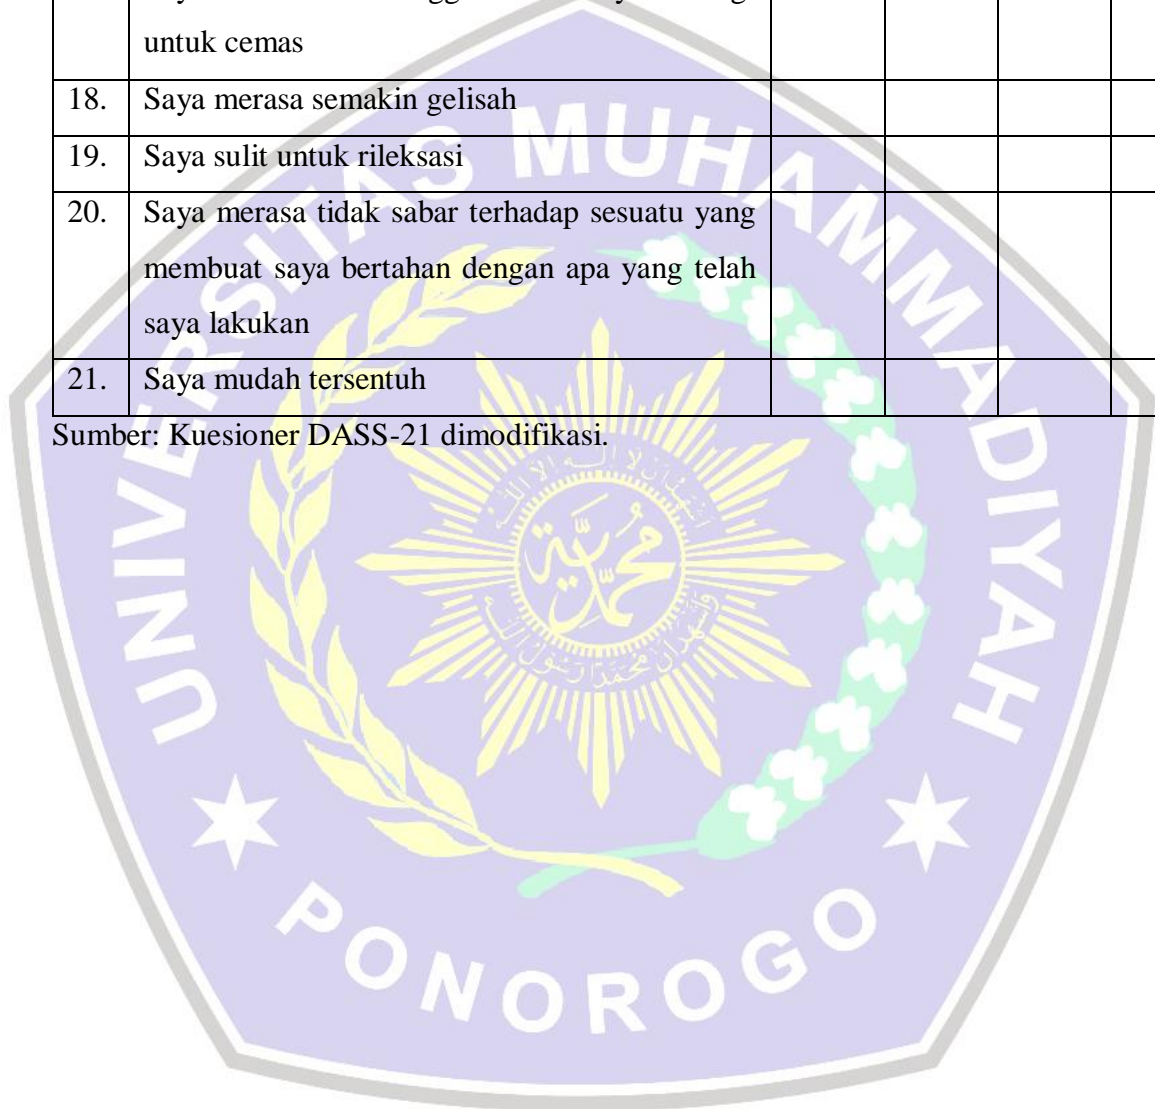 untuk cemas
18. Saya merasa semakin gelisah
19. Saya sulit untuk rileksasi
20. Saya merasa tidak sabar terhadap sesuatu yang
membuat saya bertahan dengan apa yang telah
saya lakukan
21. Saya mudah tersentuh
Sumber: Kuesioner DASS-21 dimodifikasi.
UNIVERSITAS MUHAMMADIYAH
PONOROGO
محمدية